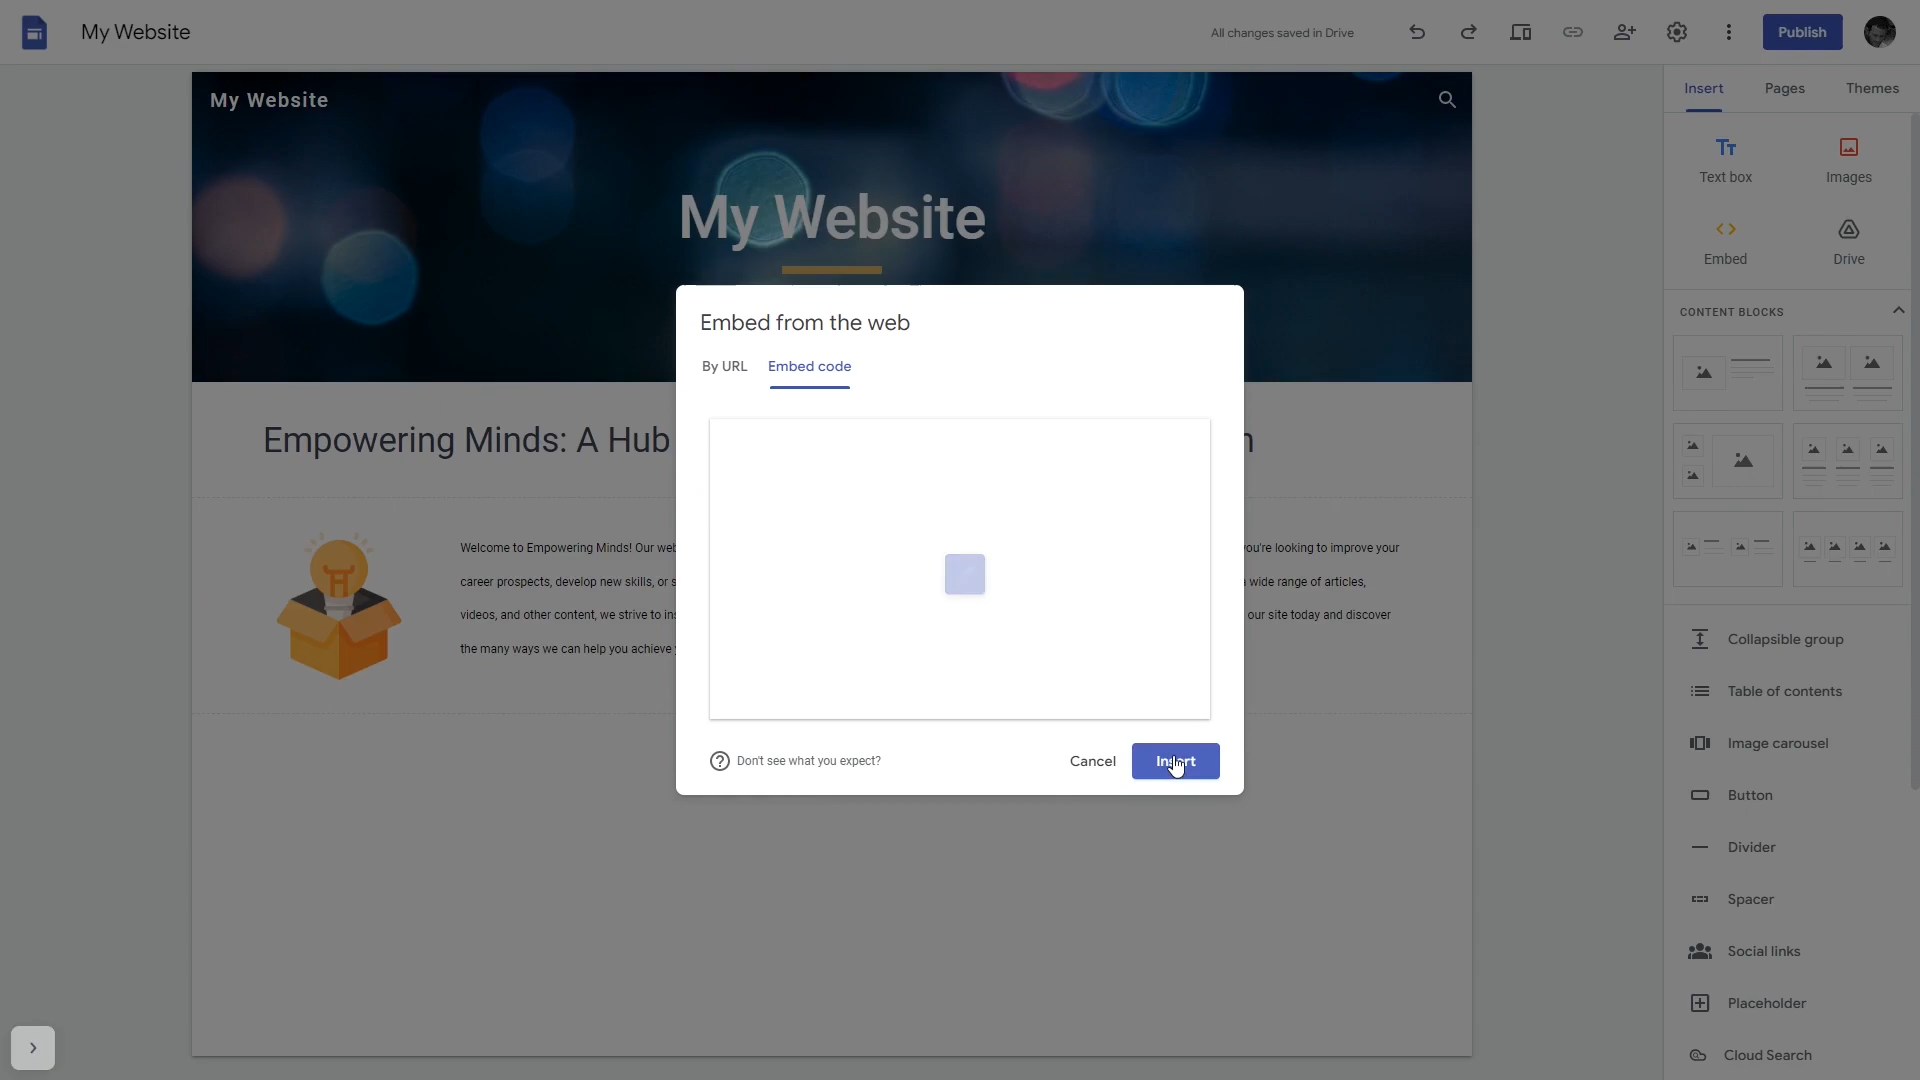 My Website
All changes saved in Drive
Publish
My Website
Insert
Pages
Themes
My Website
Text box
Images
Embed
Drive
Embed from the web
By URL
Embed code
CONTENT BLOCKS
Empowering Minds: A Hub
Welcome to Empowering Minds! Our
you're looking to improve your
career prospects, develop new skills, or
wide range of articles,
videos, and other content, we strive to
our site today and discover
the many ways we can help you achieve
Don't see what you expect?
Cancel
Insert
Collapsible group
Table of contents
Image carousel
Button
Divider
Spacer
Social links
Placeholder
Cloud Search